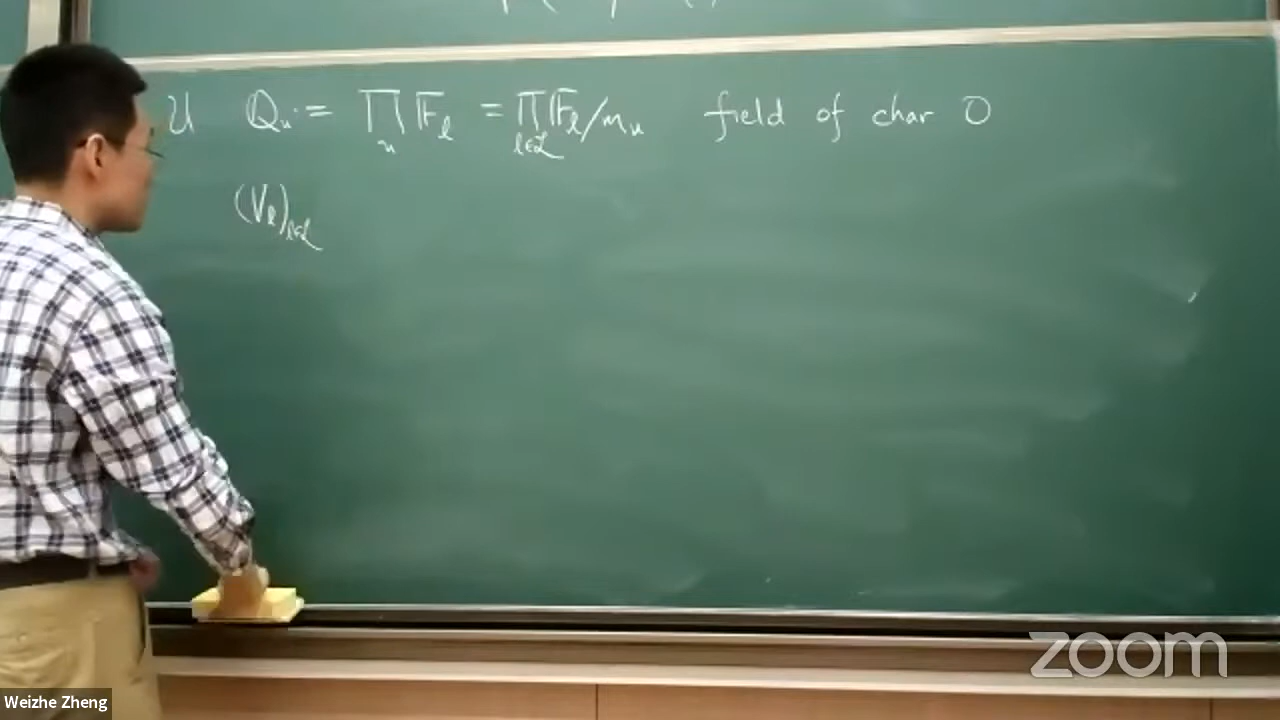 𝔘 Q_u := ∏_u 𝔽_ℓ = ∏_{ℓ∈𝓛} 𝔽_ℓ/m_u field of char 0
(V_ℓ)_{ℓ∈𝓛}
zoom
Weizhe Zheng